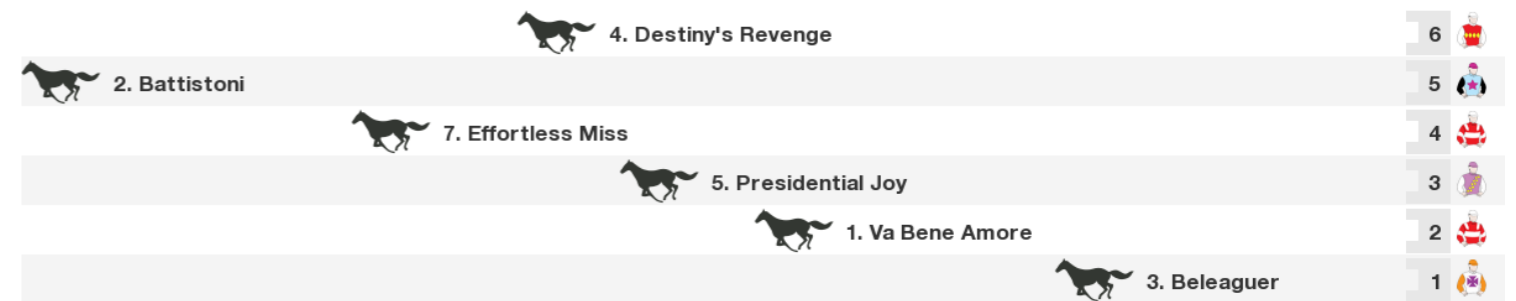 4. Destiny's Revenge 6
2. Battistoni 5
7. Effortless Miss 4
5. Presidential Joy 3
1. Va Bene Amore 2
3. Beleaguer 1